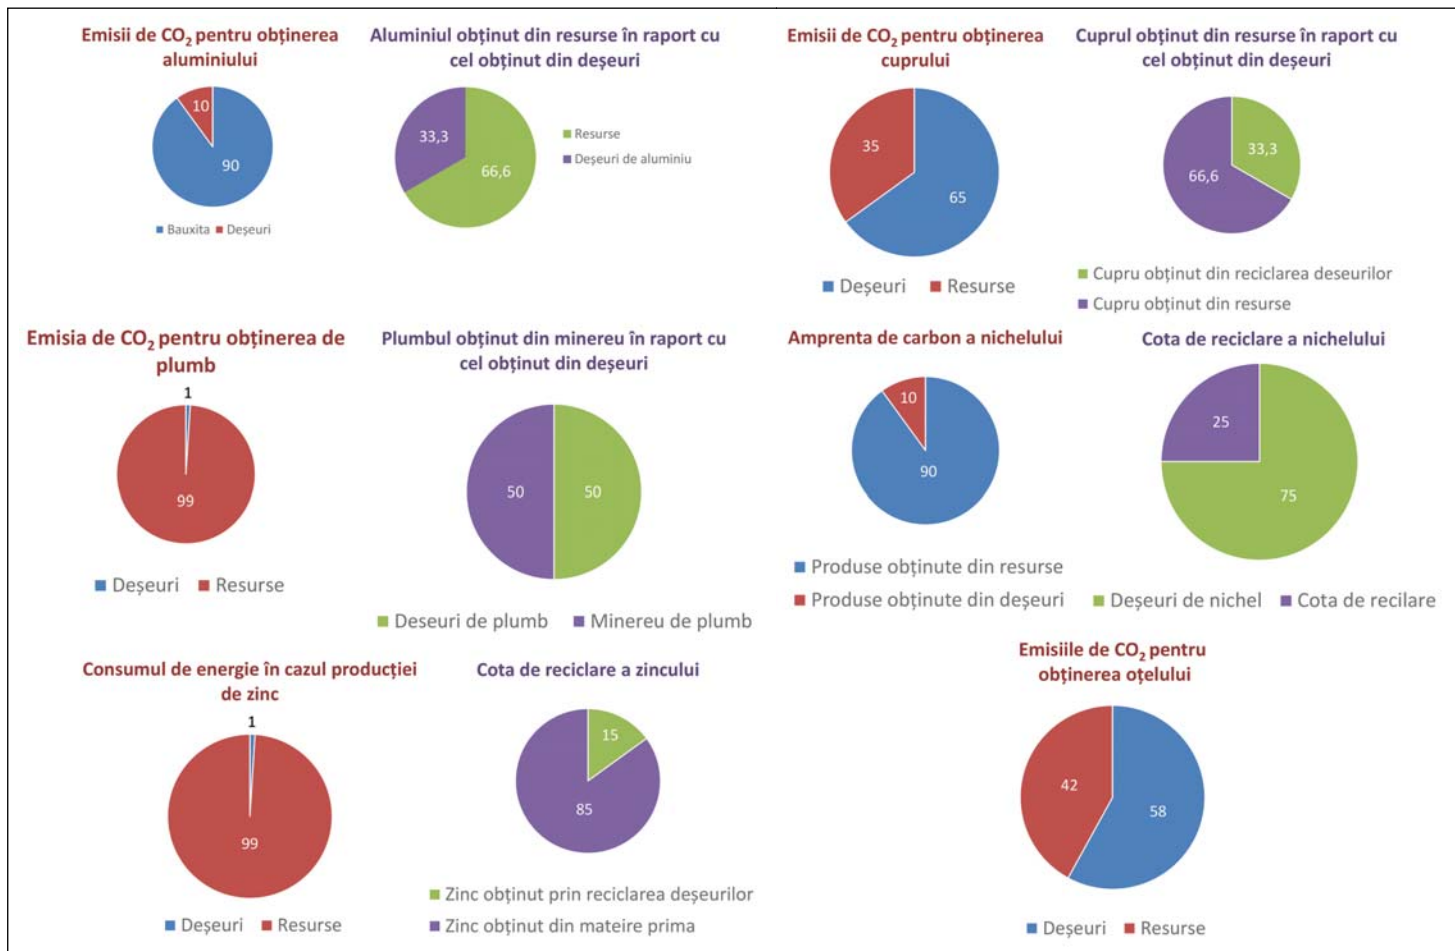 Emisii de CO₂ pentru obținerea
aluminiului
10
90
Bauxita Deșeuri
Aluminiul obținut din resurse în raport cu
cel obținut din deșeuri
33,3
66,6
Resurse
Deșeuri de aluminiu
Emisii de CO₂ pentru obținerea
cuprului
35
65
Deșeuri Resurse
Cuprul obținut din resurse în raport cu
cel obținut din deșeuri
33,3
66,6
Cupru obținut din reciclarea deseurilor
Cupru obținut din resurse
Emisia de CO₂ pentru obținerea de
plumb
1
99
Deșeuri Resurse
Plumbul obținut din minereu în raport cu
cel obținut din deșeuri
50
50
Deseuri de plumb Minereu de plumb
Amprenta de carbon a nichelului
10
90
Produse obținute din resurse
Produse obținute din deșeuri
Cota de reciclare a nichelului
25
75
Deșeuri de nichel Cota de recilare
Consumul de energie în cazul producției
de zinc
1
99
Deșeuri Resurse
Cota de reciclare a zincului
15
85
Zinc obținut prin reciclarea deșeurilor
Zinc obținut din mateire prima
Emisiile de CO₂ pentru
obținerea oțelului
42
58
Deșeuri Resurse